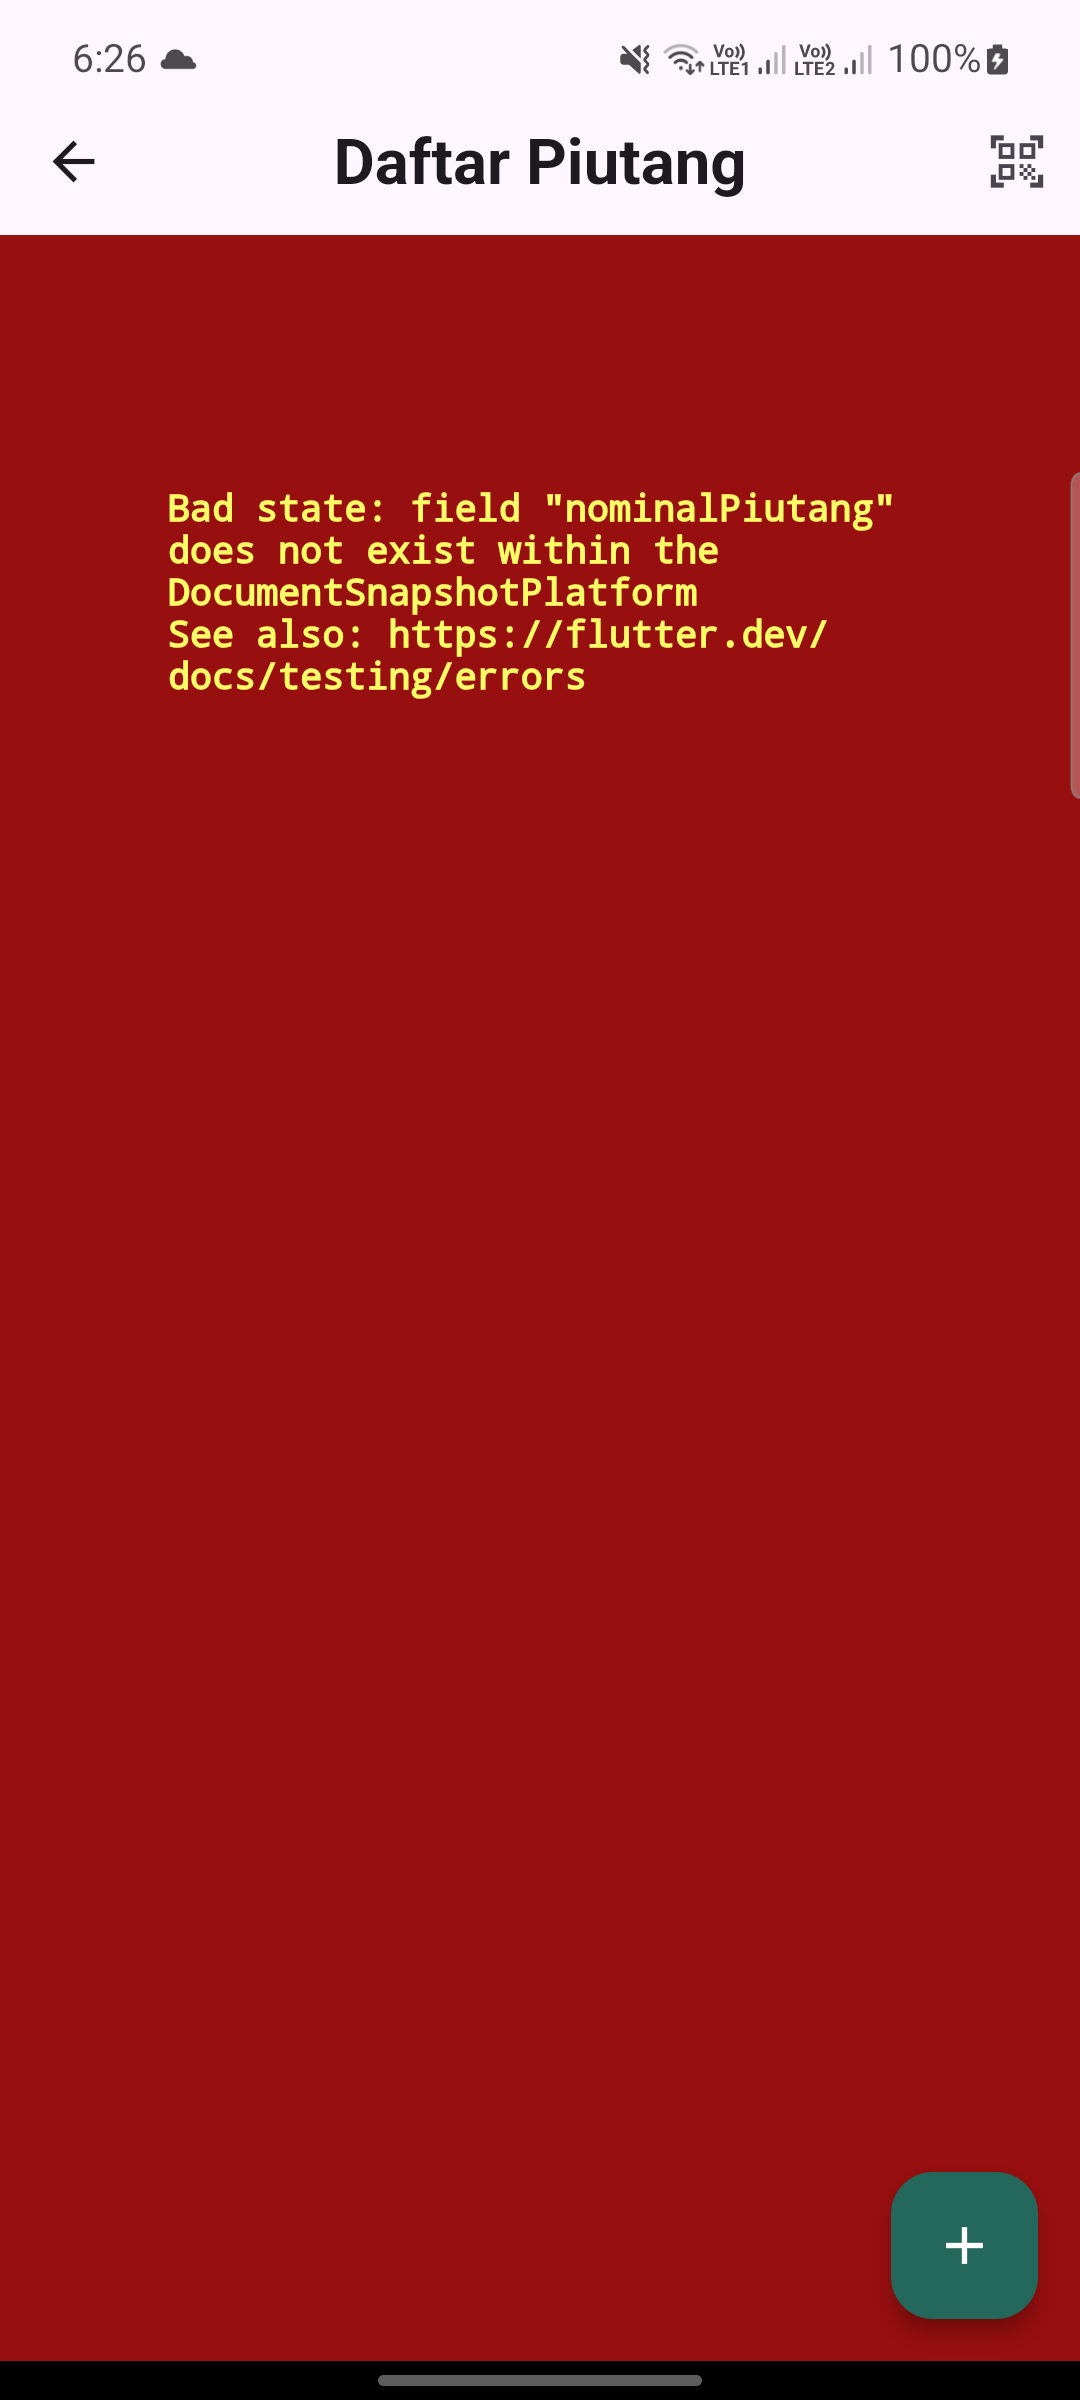 6:26
Vo)) LTE1 Vo)) LTE2 100%
Daftar Piutang
Bad state: field "nominalPiutang"
does not exist within the
DocumentSnapshotPlatform
See also: https://flutter.dev/
docs/testing/errors